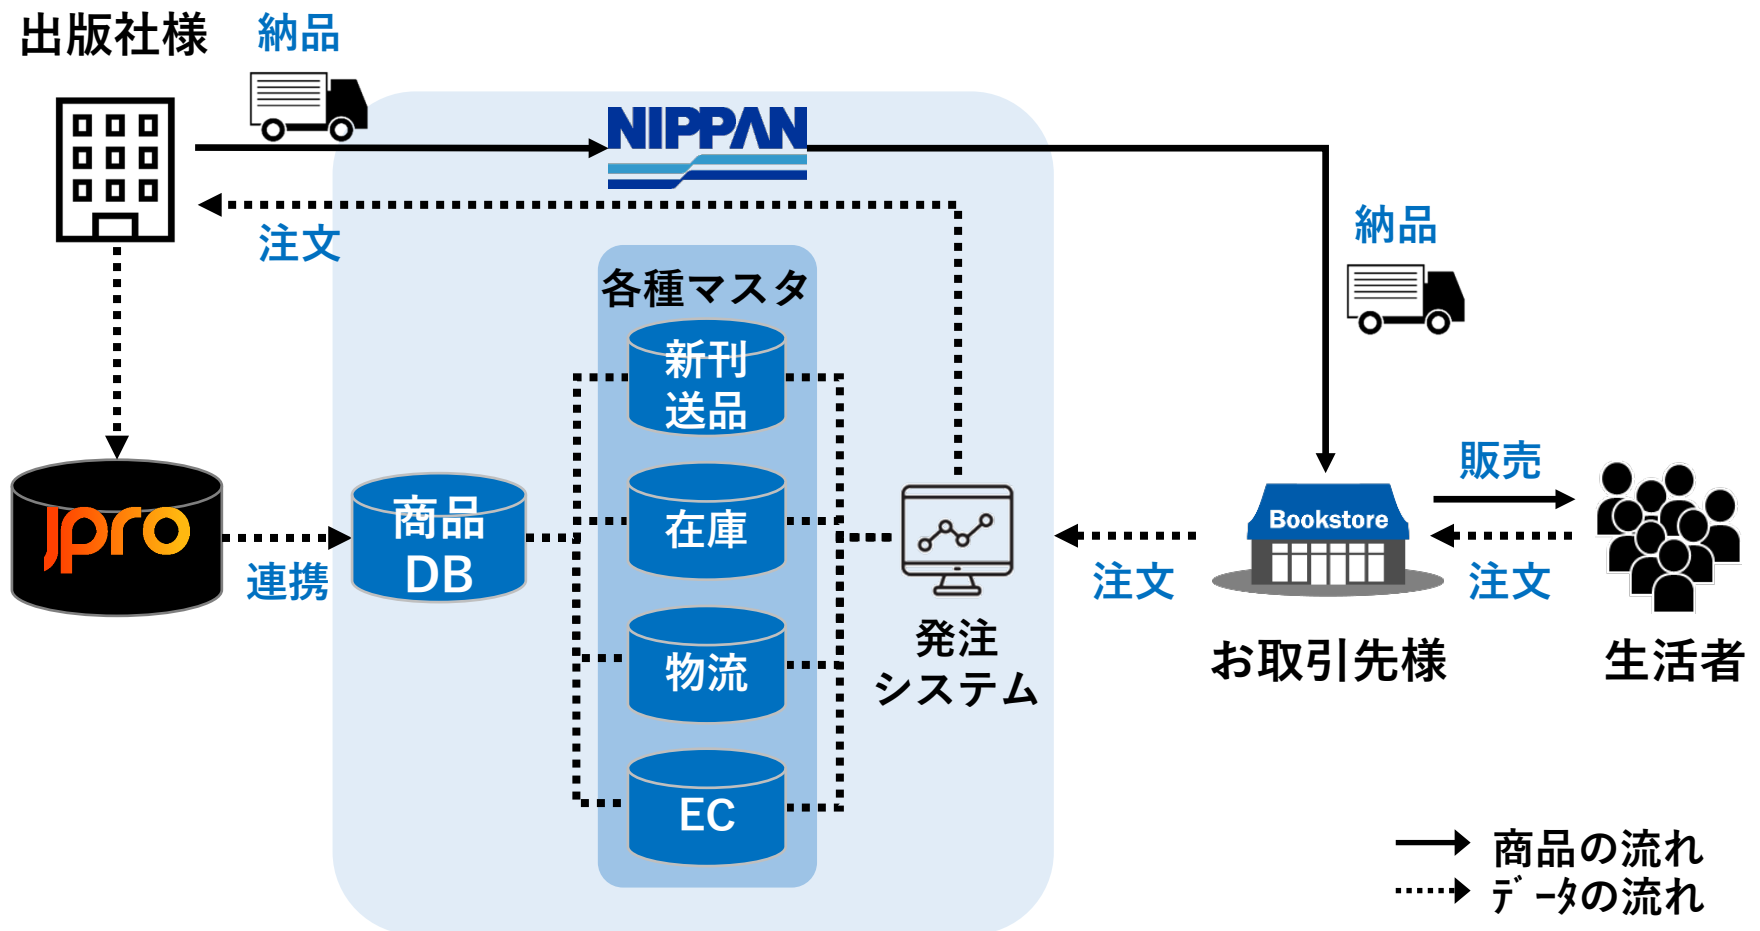 出版社様
納品
NIPPAN
注文
納品
各種マスタ
新刊
送品
在庫
物流
EC
jpro
連携
商品
DB
発注
システム
注文
Bookstore
お取引先様
販売
注文
生活者
商品の流れ
ﾃﾞｰﾀの流れ